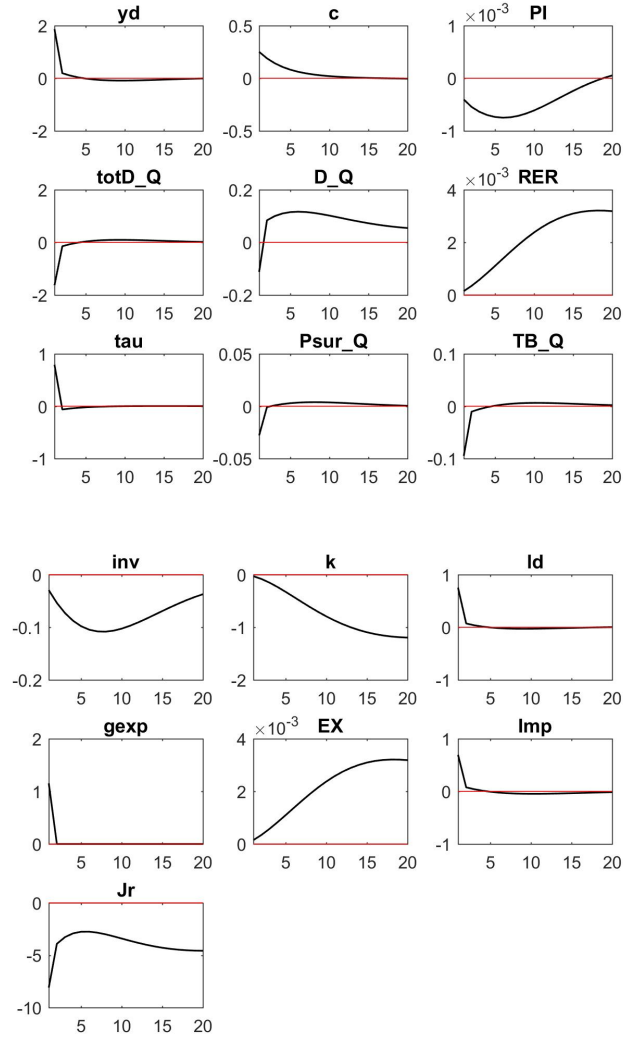 yd c PI
2 0.5 ×10⁻³ 1
0 0 0
-2 -0.5 -1
5 10 15 20 5 10 15 20 5 10 15 20
totD_Q D_Q RER
2 0.2 ×10⁻³ 4
0 0 2
-2 -0.2 0
5 10 15 20 5 10 15 20 5 10 15 20
tau Psur_Q TB_Q
1 0.05 0.1
0 0 0
-1 -0.05 -0.1
5 10 15 20 5 10 15 20 5 10 15 20
inv k ld
0 0 1
-0.1 -1 0
-0.2 -2 -1
5 10 15 20 5 10 15 20 5 10 15 20
gexp EX Imp
2 ×10⁻³ 4 1
1 2 0
0 0 -1
5 10 15 20 5 10 15 20 5 10 15 20
Jr
0
-5
-10
5 10 15 20